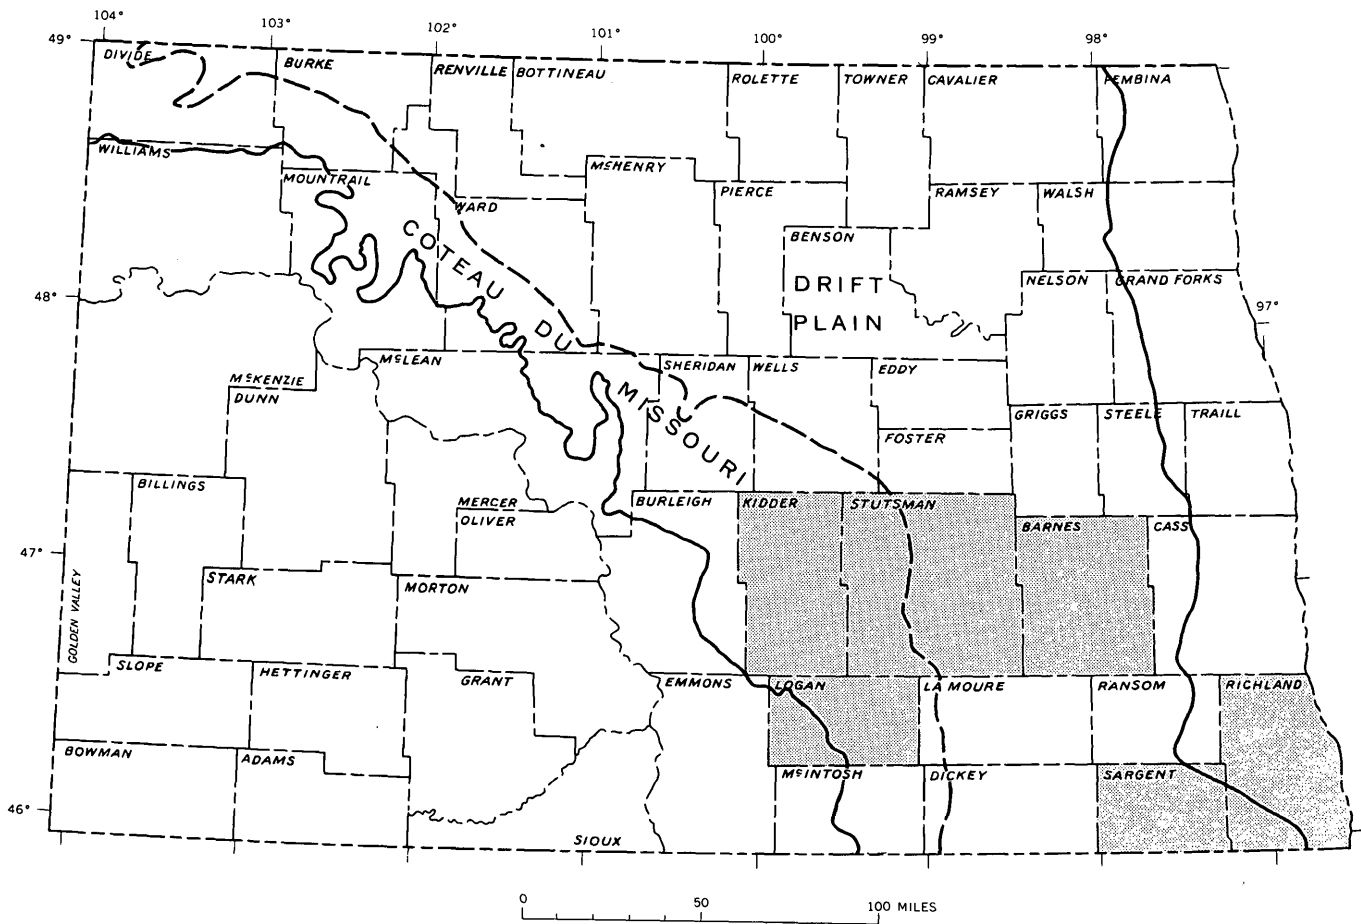 104° 103° 102° 101° 100° 99° 98°
49°
DIVIDE BURKE RENVILLE BOTTINEAU ROLETTE TOWNER CAVALIER PEMBINA
WILLIAMS MOUNTRAIL WARD McHENRY PIERCE BENSON RAMSEY WALSH
COTEAU DU MISSOURI
DRIFT
PLAIN
NELSON GRAND FORKS
48°
97°
McKENZIE
DUNN
McLEAN SHERIDAN WELLS EDDY
FOSTER
GRIGGS STEELE TRAILL
BILLINGS
MERCER
OLIVER
BURLEIGH KIDDER STUTSMAN BARNES CASS
47°
GOLDEN VALLEY
STARK MORTON
SLOPE HETTINGER GRANT EMMONS LOGAN LA MOURE RANSOM RICHLAND
BOWMAN ADAMS McINTOSH DICKEY SARGENT
46°
SIOUX
0 50 100 MILES